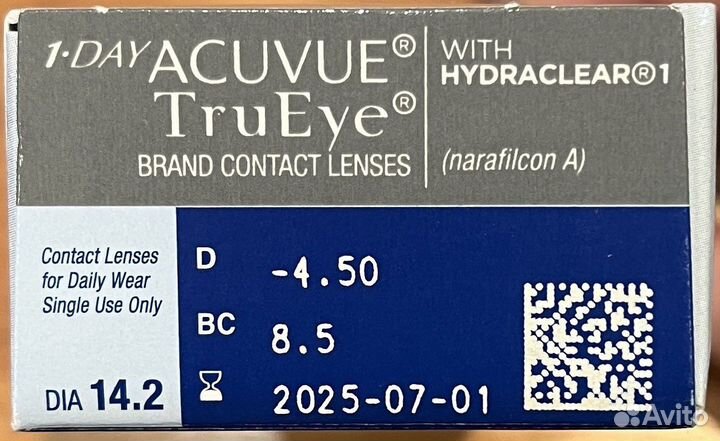 1·DAY ACUVUE®
TruEye®
BRAND CONTACT LENSES
WITH
HYDRACLEAR®1
(narafilcon A)
Contact Lenses
for Daily Wear
Single Use Only
DIA 14.2
D -4.50
BC 8.5
2025-07-01
Avito